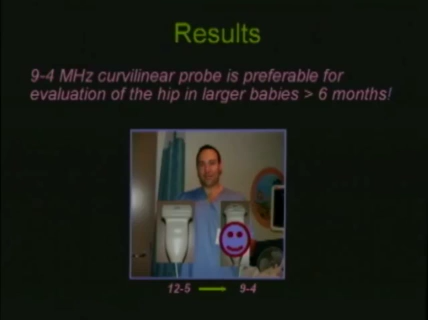 Results
9-4 MHz curvilinear probe is preferable for
evaluation of the hip in larger babies > 6 months!
12-5 9-4